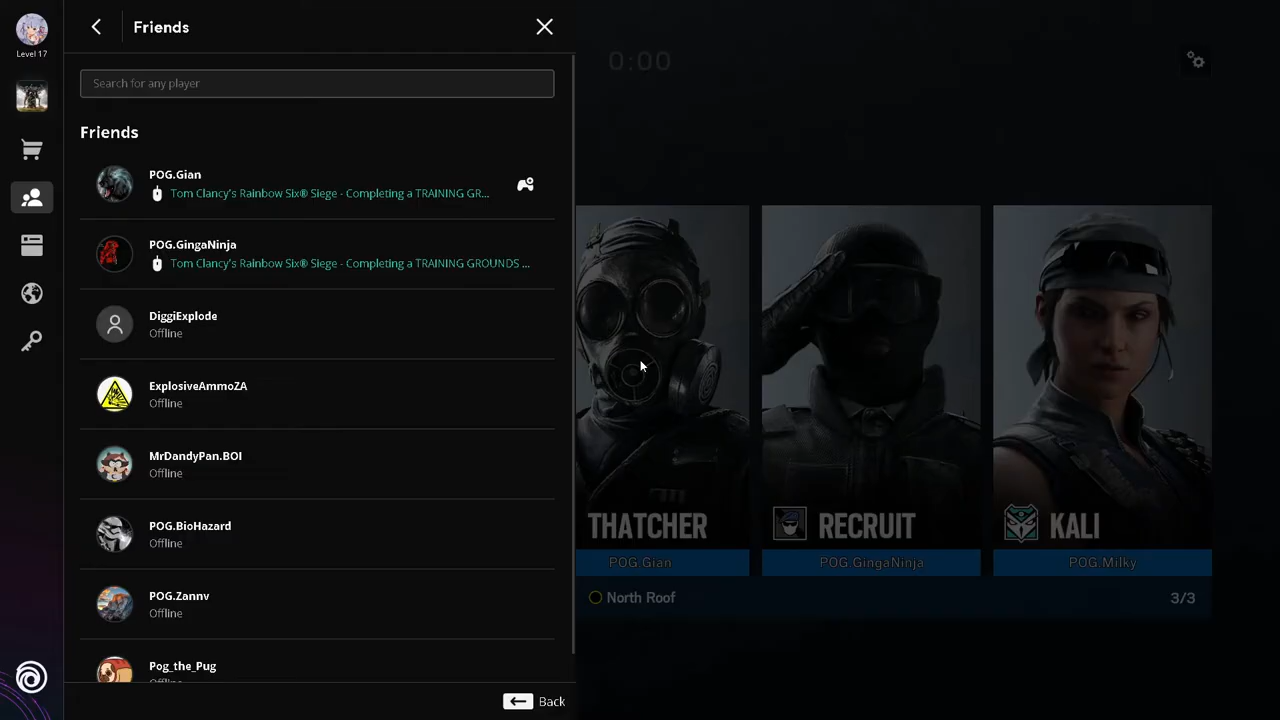 Level 17
Friends
0:00
Search for any player
Friends
POG.Gian
Tom Clancy's Rainbow Six® Siege - Completing a TRAINING GR...
POG.GingaNinja
Tom Clancy's Rainbow Six® Siege - Completing a TRAINING GROUNDS ...
DiggiExplode
Offline
ExplosiveAmmoZA
Offline
MrDandyPan.BOI
Offline
POG.BioHazard
Offline
POG.Zannv
Offline
Pog_the_Pug
Offline
Back
THATCHER
POG.Gian
RECRUIT
POG.GingaNinja
KALI
POG.Milky
North Roof
3/3